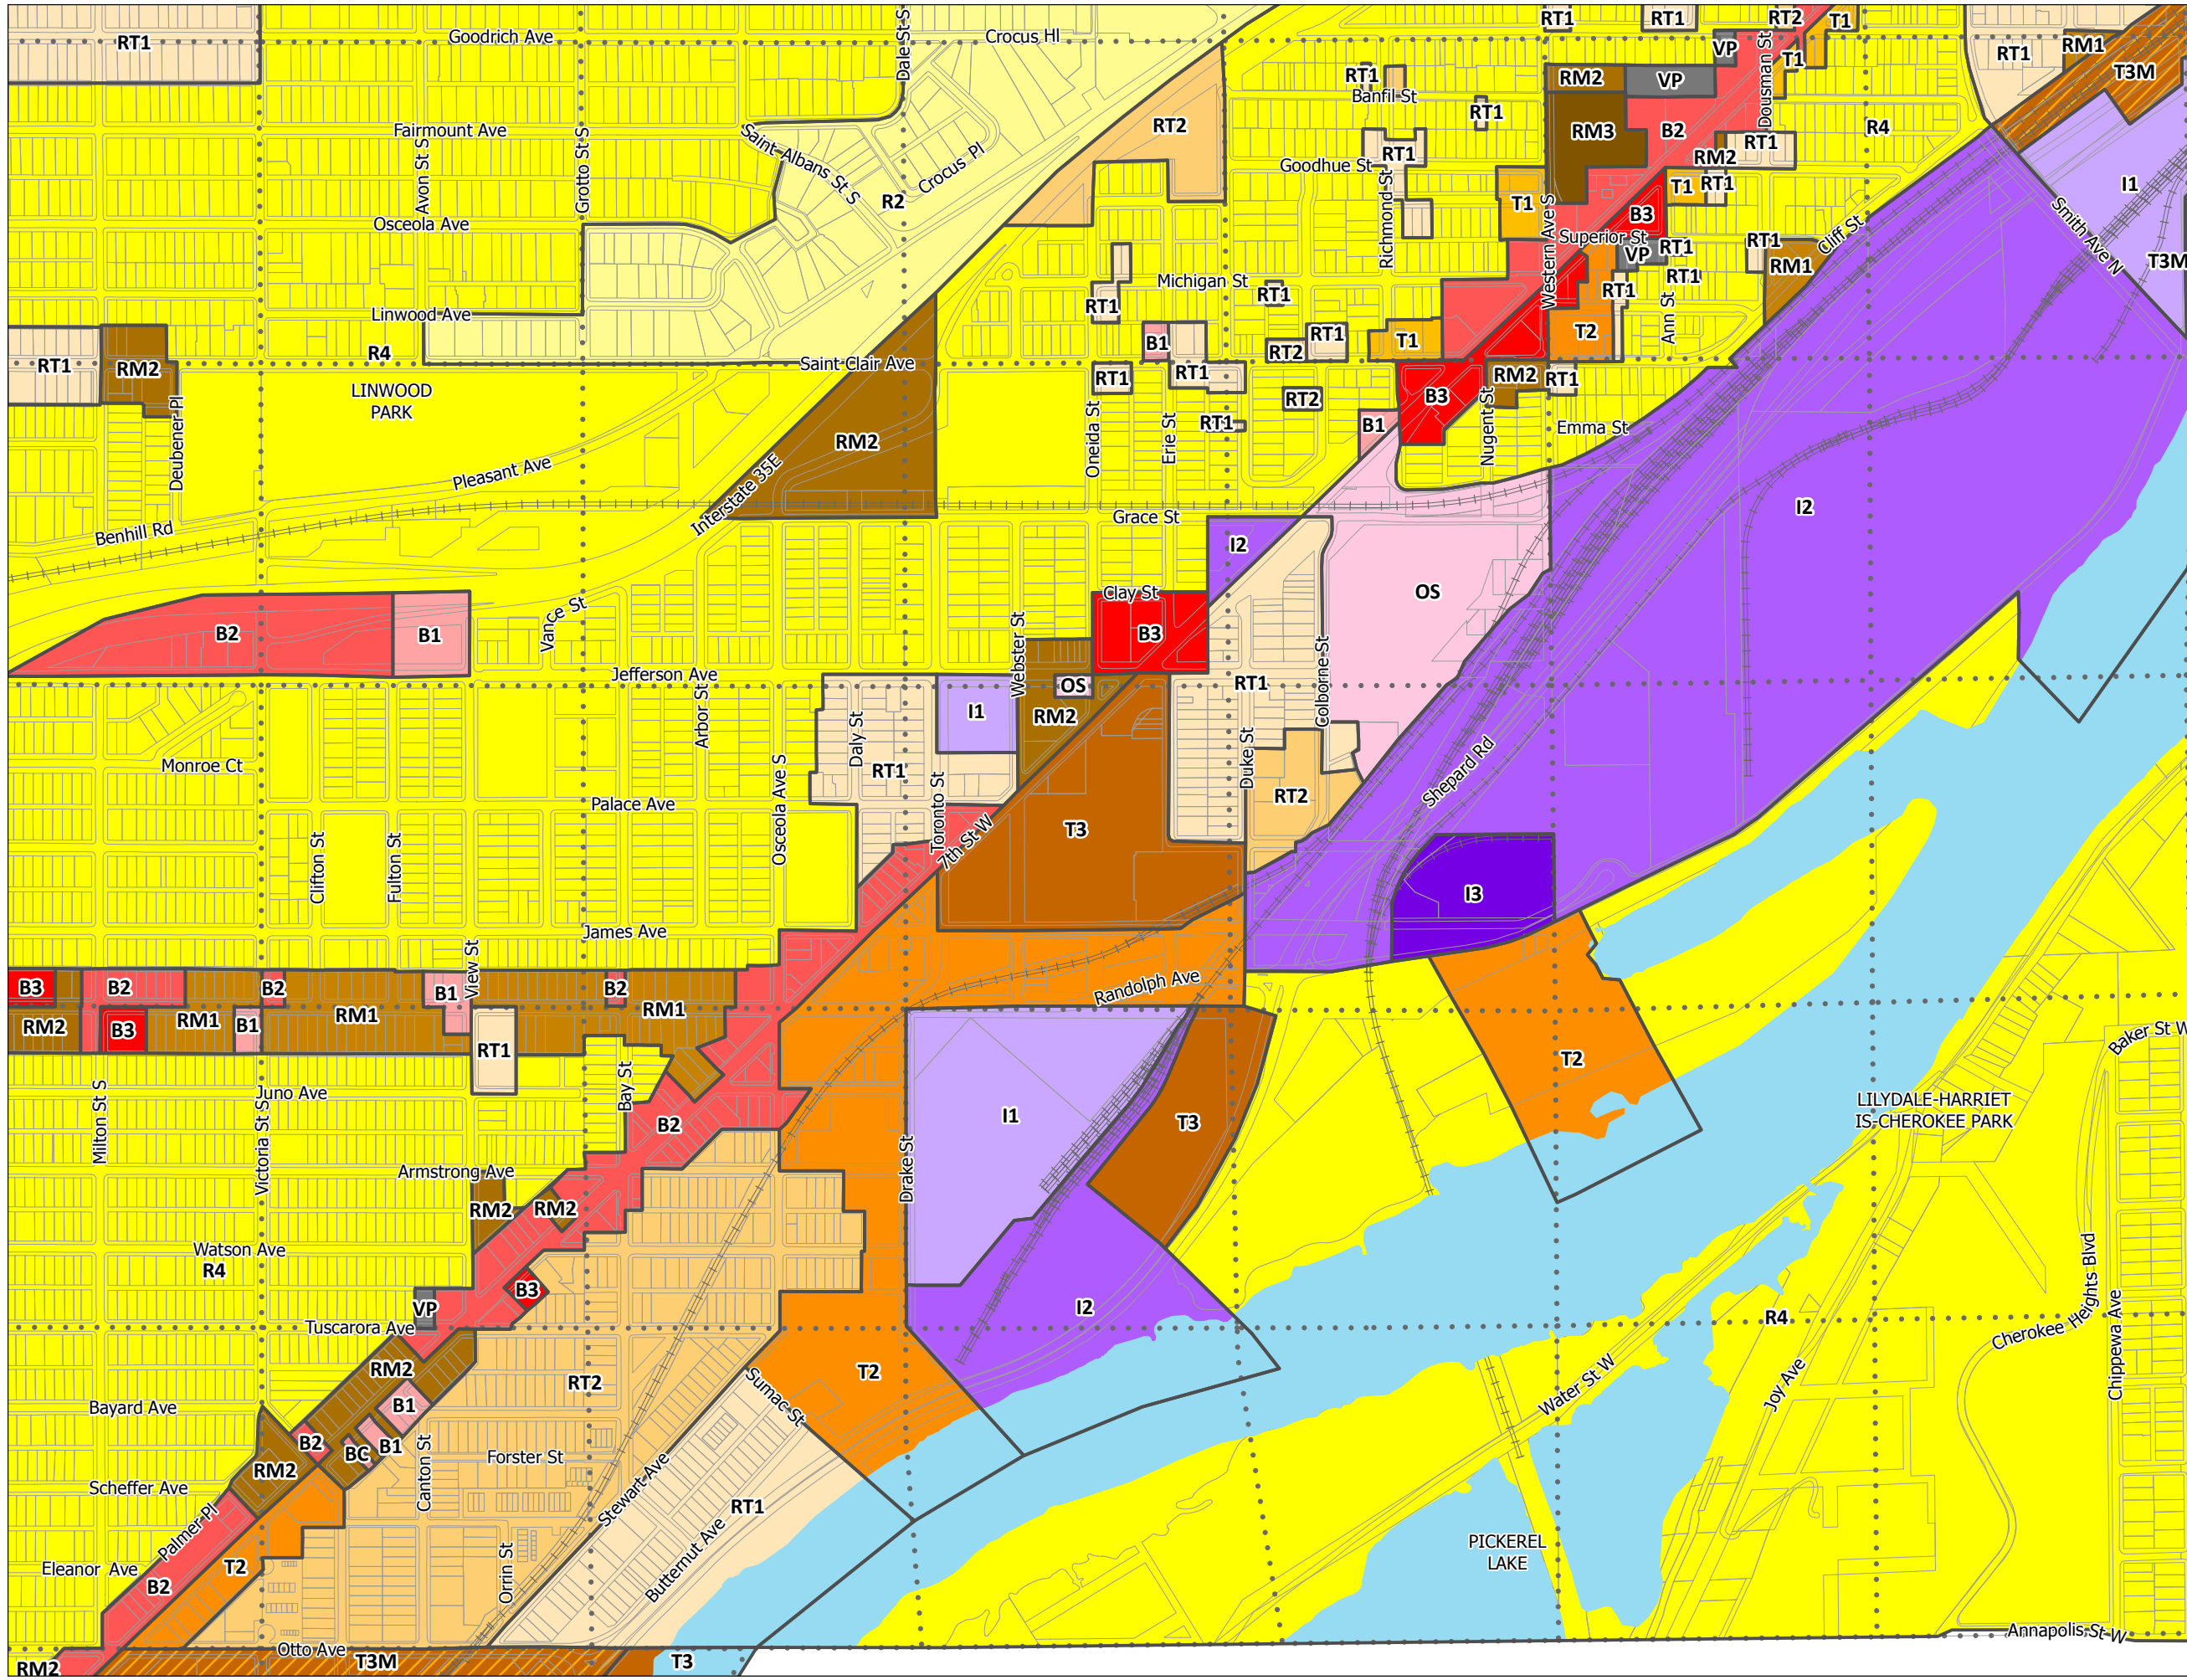 RT1
Goodrich Ave
Dale St S
Crocus Hl
RT1
RT1
RT2
T1
VP
T1
RT1
RM1
T3M
RT1
Banfil St
RM2
VP
Dousman St
Fairmount Ave
Avon St S
Grotto St S
Saint Albans St S
Crocus Pl
R2
RT2
RT1
RM3
B2
R4
RT1
RM2
Goodhue St
RT1
Richmond St
T1
T1
RT1
I1
Smith Ave N
T3M
Osceola Ave
Western Ave S
B3
Superior St
VP
RT1
RT1
RT1
Cliff St
RM1
Michigan St
RT1
RT1
RT1
Ann St
Linwood Ave
R4
Saint Clair Ave
B1
RT1
RT2
T1
T2
RT1
RM2
LINWOOD
PARK
RT1
RT1
RM2
RT1
RT2
B3
Nugent St
Deubener Pl
RM2
Oneida St
Erie St
RT1
B1
Emma St
Pleasant Ave
Interstate 35E
Benhill Rd
Grace St
I2
I2
OS
Clay St
B2
B1
Vance St
Webster St
B3
Jefferson Ave
Arbor St
OS
RT1
Colborne St
I1
RM2
Daly St
Monroe Ct
RT1
Duke St
Shepard Rd
Osceola Ave S
Toronto St
RT2
Palace Ave
T3
7th St W
Clifton St
Fulton St
I3
James Ave
View St
B3
B2
B2
B1
B2
Randolph Ave
RM2
B3
RM1
B1
RM1
RM1
RT1
T2
Baker St W
Milton St S
Victoria St S
Juno Ave
Bay St
B2
I1
T3
LILYDALE-HARRIET
IS-CHEROKEE PARK
Armstrong Ave
Drake St
RM2
RM2
Watson Ave
R4
B3
VP
Tuscarora Ave
I2
R4
Cherokee Heights Blvd
Chippewa Ave
RM2
RT2
T2
Sumac St
Water St W
Joy Ave
Bayard Ave
B1
B2
BC
B1
RM2
Canton St
Forster St
Scheffer Ave
Stewart Ave
RT1
Palmer Pl
Butternut Ave
PICKEREL
LAKE
Eleanor Ave
T2
B2
Orrin St
Otto Ave
Annapolis St W
RM2
T3M
T3